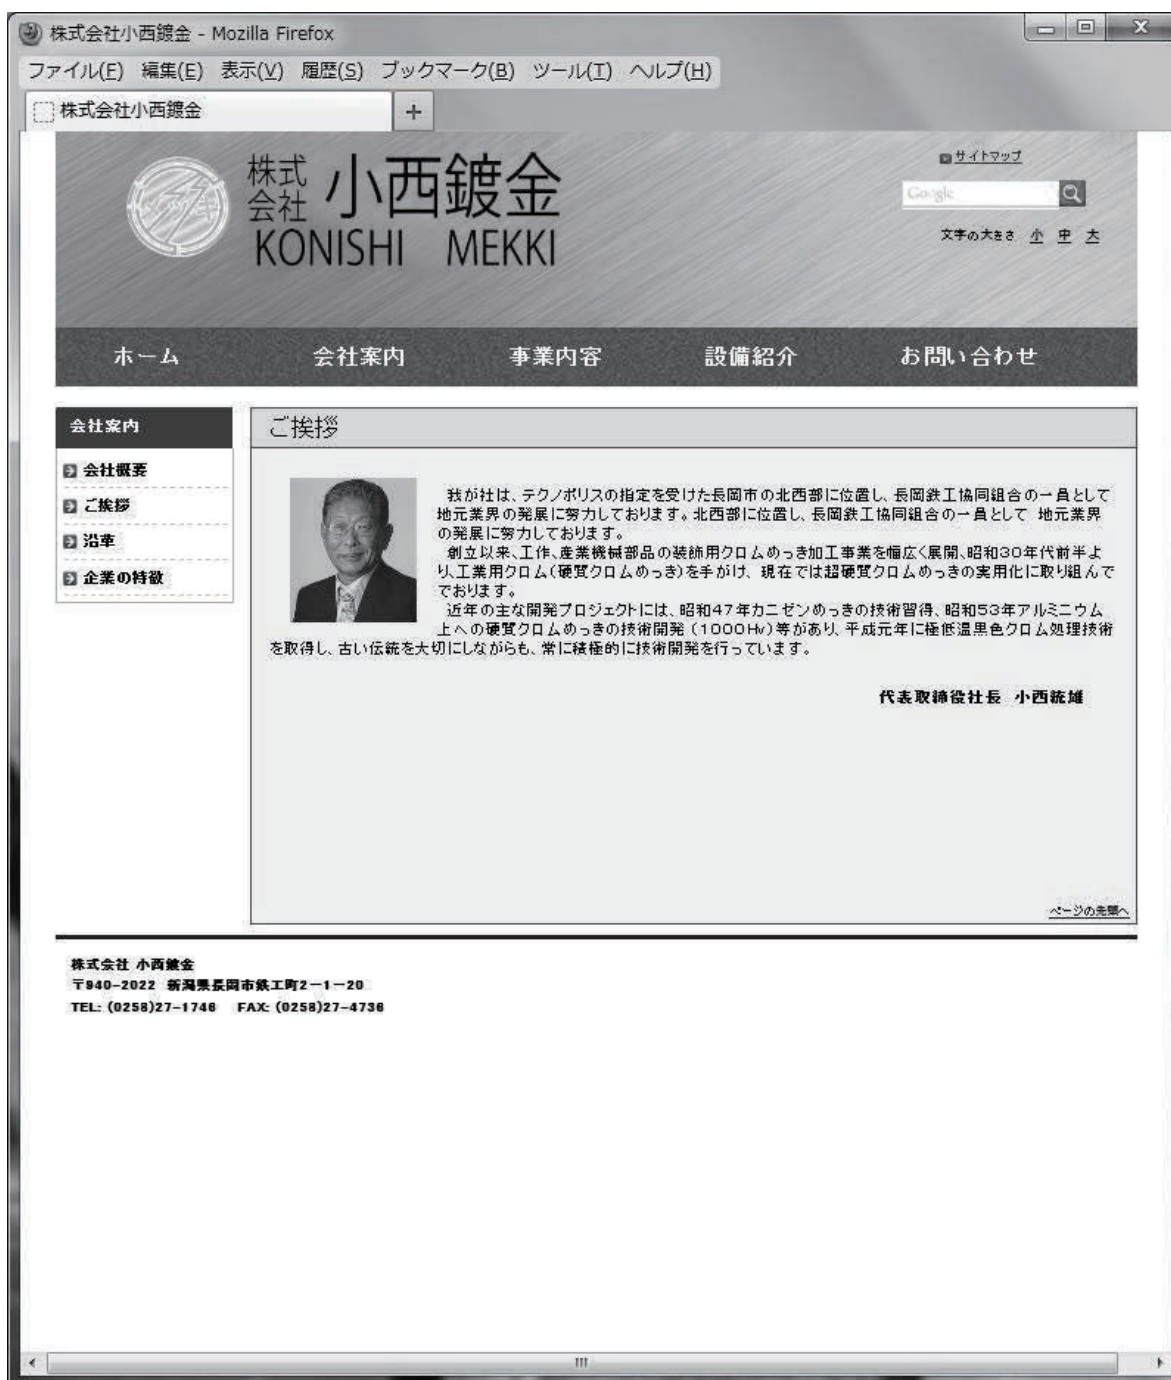 株式会社小西鍍金 - Mozilla Firefox
ファイル(F) 編集(E) 表示(V) 履歴(S) ブックマーク(B) ツール(T) ヘルプ(H)
株式会社小西鍍金
サイトマップ
株式会社 小西鍍金
KONISHI MEKKI
Google
文字の大きさ 小 中 大
ホーム 会社案内 事業内容 設備紹介 お問い合わせ
会社案内
会社概要
ご挨拶
沿革
企業の特徴
ご挨拶
我が社は、テクノポリスの指定を受けた長岡市の北西部に位置し、長岡鉄工協同組合の一員として
地元業界の発展に努力しております。北西部に位置し、長岡鉄工協同組合の一員として 地元業界
の発展に努力しております。
創立以来、工作、産業機械部品の装飾用クロムめっき加工事業を幅広く展開、昭和30年代前半よ
り、工業用クロム(硬質クロムめっき)を手がけ、現在では超硬質クロムめっきの実用化に取り組んで
ております。
近年の主な開発プロジェクトには、昭和47年カニゼンめっきの技術習得、昭和53年アルミニウム
上への硬質クロムめっきの技術開発(1000Hv)等があり、平成元年に極低温黒色クロム処理技術
を取得し、古い伝統を大切にしながらも、常に積極的に技術開発を行っています。
代表取締役社長 小西統雄
ページの先頭へ
株式会社 小西鍍金
〒940-2022 新潟県長岡市鉄工町2-1-20
TEL: (0258)27-1746 FAX: (0258)27-4736